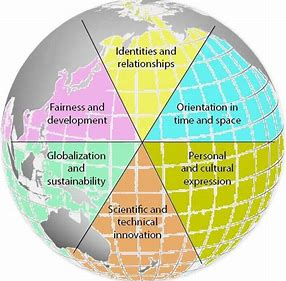 Identities and
relationships
Fairness and
development
Orientation in
time and space
Globalization and
sustainability
Personal
and cultural
expression
Scientific and
technical
innovation